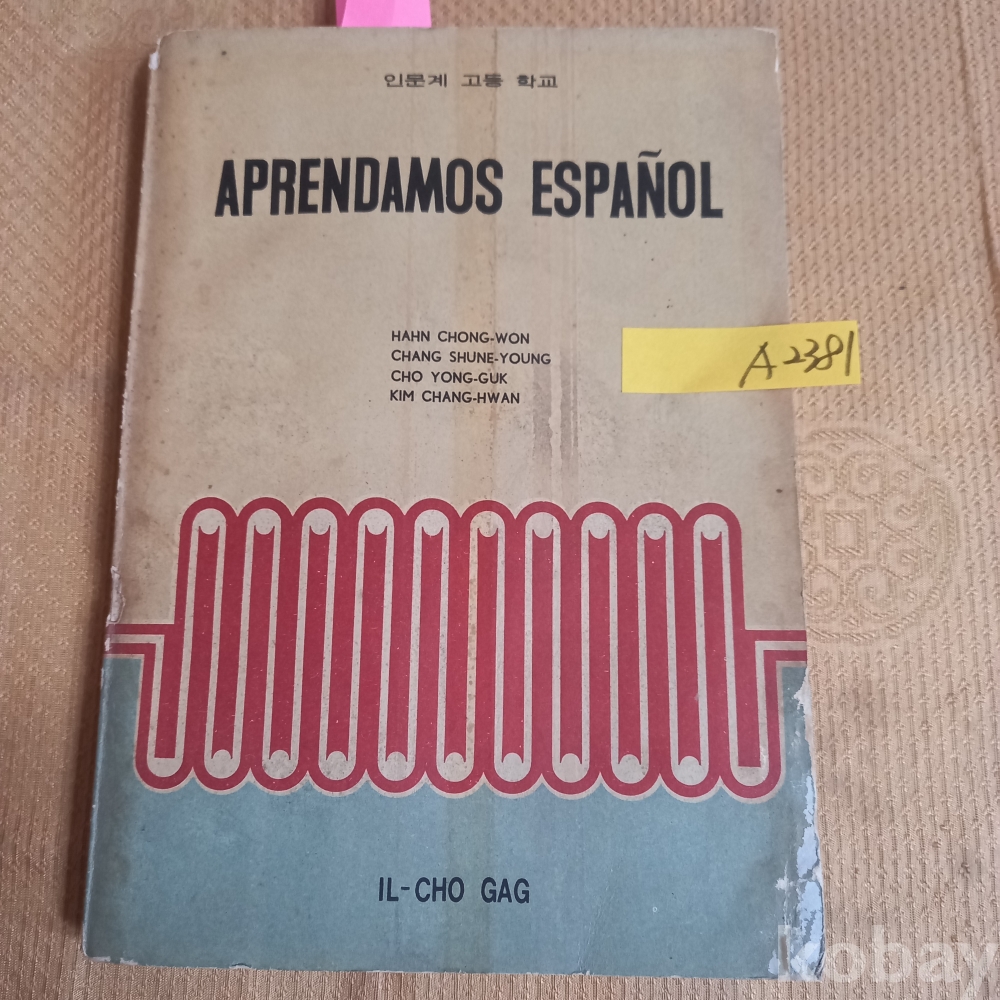 인문계 고등 학교
APRENDAMOS ESPAÑOL
HAHN CHONG-WON
CHANG SHUNE-YOUNG
CHO YONG-GUK
KIM CHANG-HWAN
A2381
IL-CHO GAG
kobay